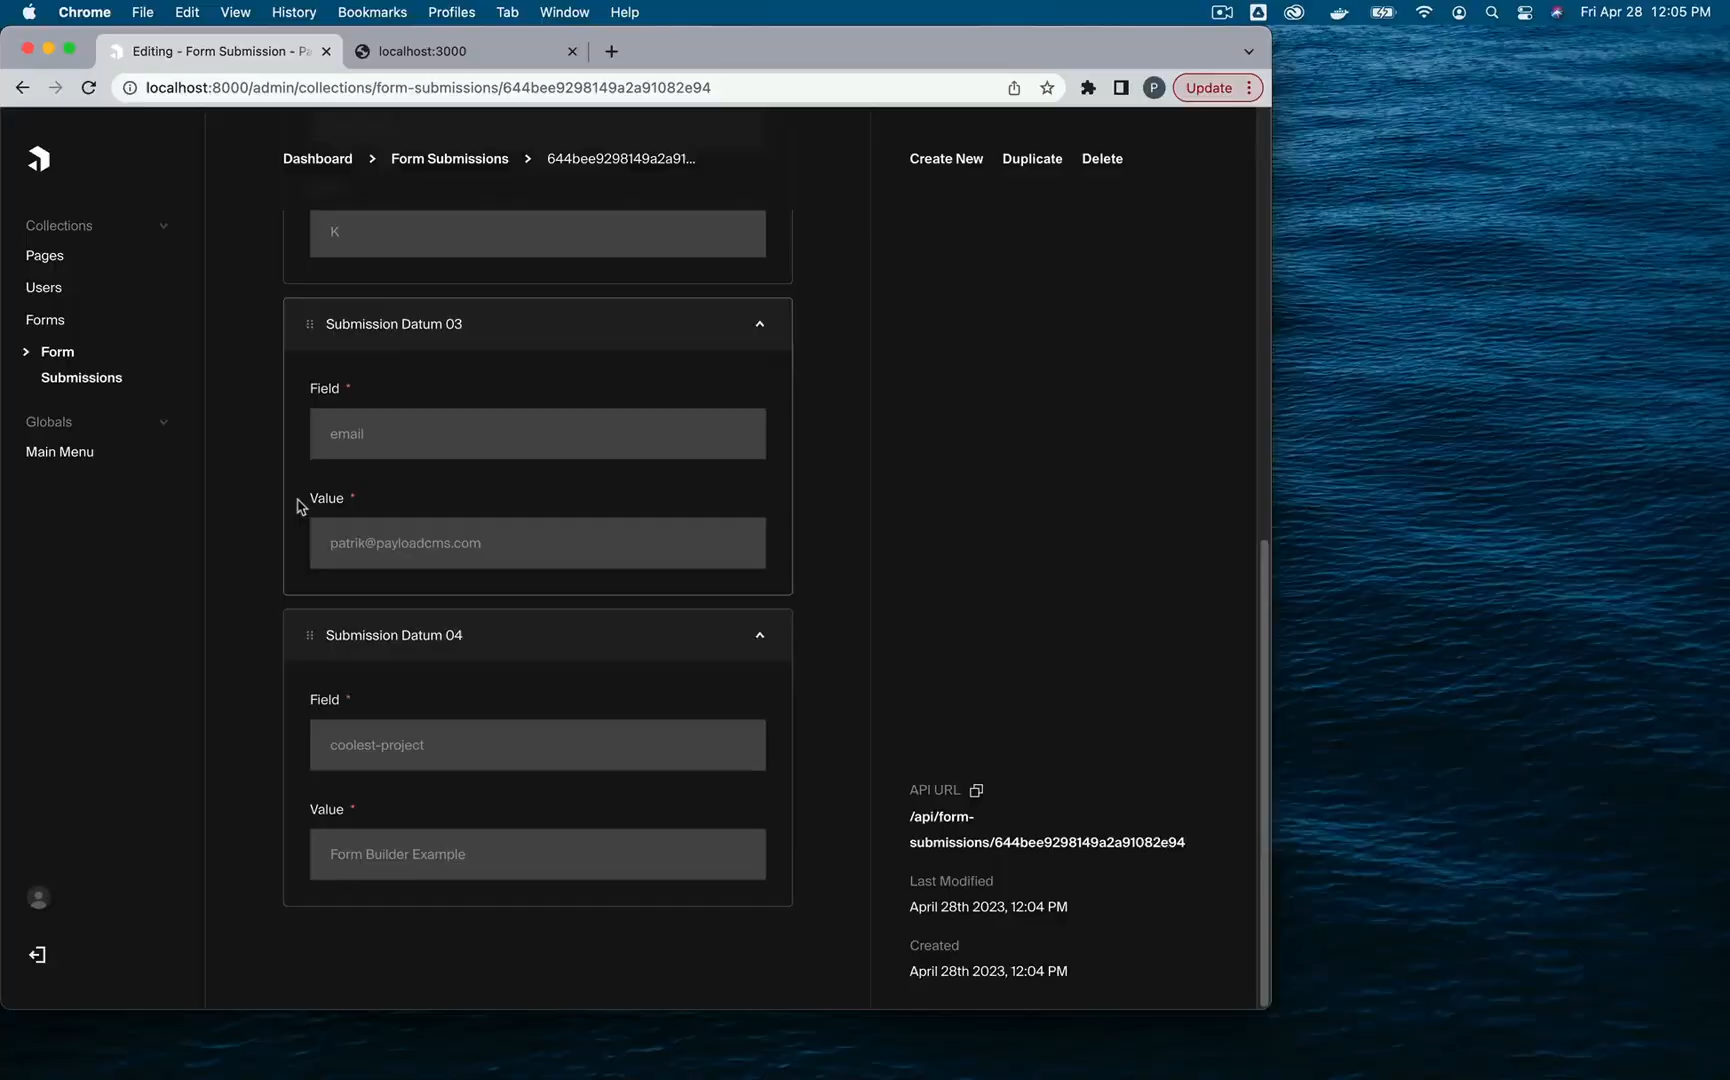 Chrome File Edit View History Bookmarks Profiles Tab Window Help Fri Apr 28 12:05 PM
Editing - Form Submission - Pa localhost:3000
localhost:8000/admin/collections/form-submissions/644bee9298149a2a91082e94 P Update
Dashboard Form Submissions 644bee9298149a2a91... Create New Duplicate Delete
Collections
Pages
Users
Forms
Form
Submissions
Globals
Main Menu
K
Submission Datum 03
Field *
email
Value *
patrik@payloadcms.com
Submission Datum 04
Field *
coolest-project
Value *
Form Builder Example
API URL
/api/form-
submissions/644bee9298149a2a91082e94
Last Modified
April 28th 2023, 12:04 PM
Created
April 28th 2023, 12:04 PM